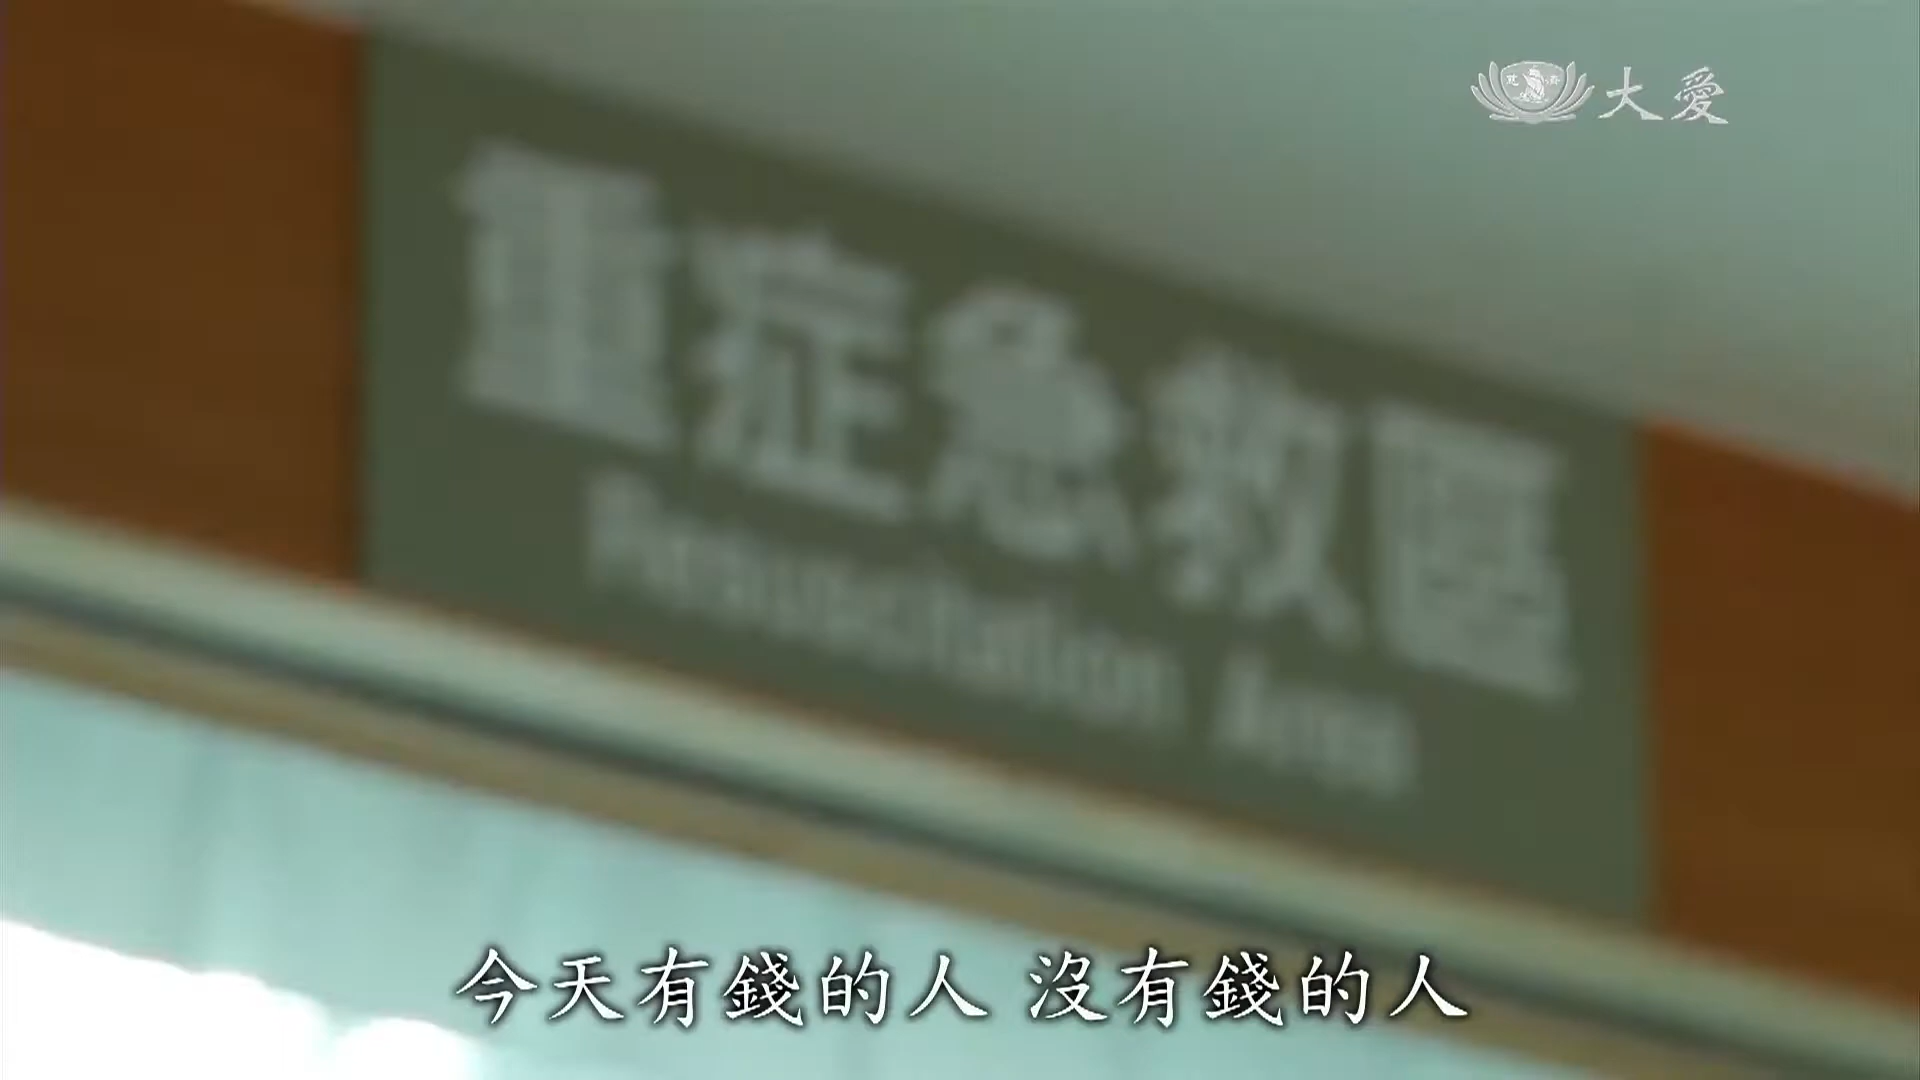 大愛
重症急救區
Resuscitation Area
今天有錢的人 沒有錢的人